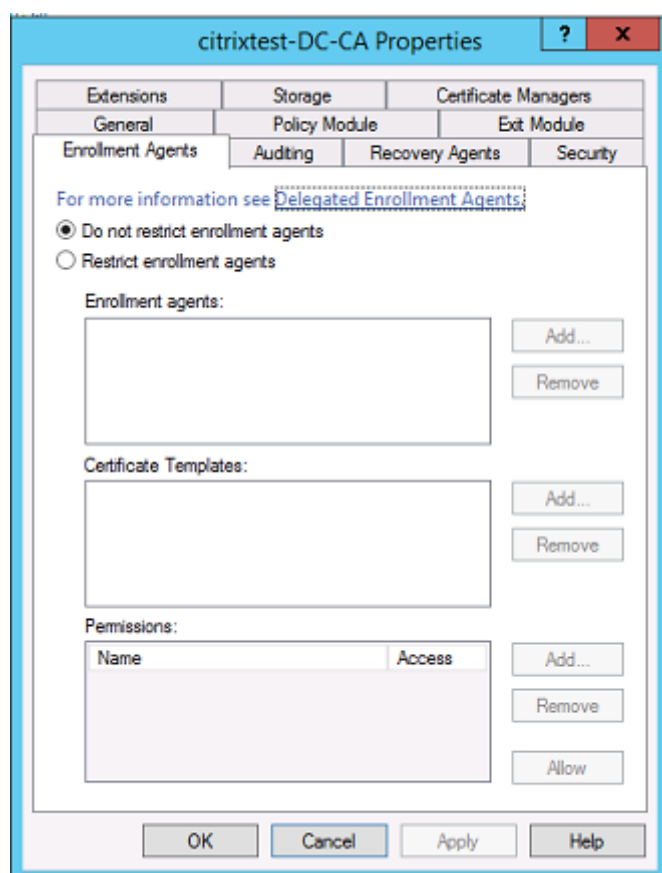 citrixtest-DC-CA Properties ? x
Extensions Storage Certificate Managers
General Policy Module Exit Module
Enrollment Agents Auditing Recovery Agents Security
For more information see Delegated Enrollment Agents.
Do not restrict enrollment agents
Restrict enrollment agents
Enrollment agents:
Add...
Remove
Certificate Templates:
Add...
Remove
Permissions:
Name Access
Add...
Remove
Allow
OK Cancel Apply Help